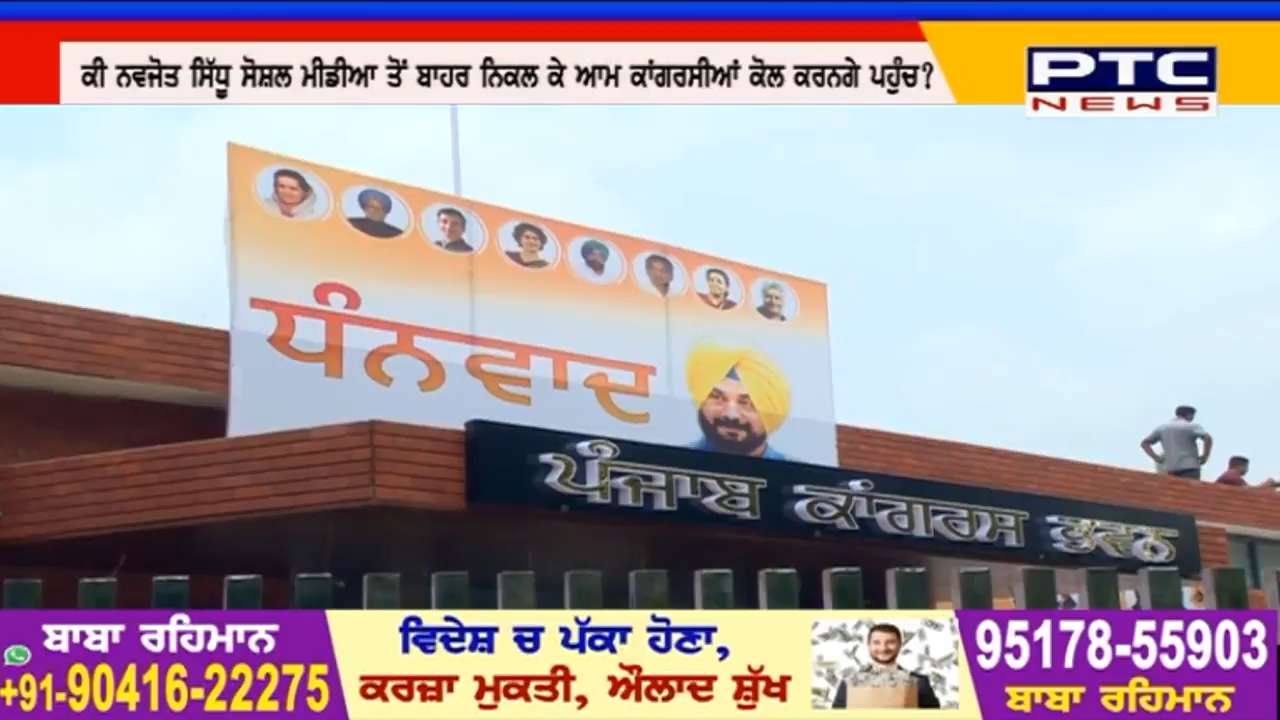 ਕੀ ਨਵਜੋਤ ਸਿੱਧੂ ਸੋਸ਼ਲ ਮੀਡੀਆ ਤੋਂ ਬਾਹਰ ਨਿਕਲ ਕੇ ਆਮ ਕਾਂਗਰਸੀਆਂ ਕੋਲ ਕਰਨਗੇ ਪਹੁੰਚ?
PTC
NEWS
ਧੰਨਵਾਦ
ਪੰਜਾਬ ਕਾਂਗਰਸ ਭਵਨ
ਬਾਬਾ ਰਹਿਮਾਨ
+91-90416-22275
ਵਿਦੇਸ਼ ਚ ਪੱਕਾ ਹੋਣਾ,
ਕਰਜ਼ਾ ਮੁਕਤੀ, ਔਲਾਦ ਸ਼ੁੱਖ
95178-55903
ਬਾਬਾ ਰਹਿਮਾਨ